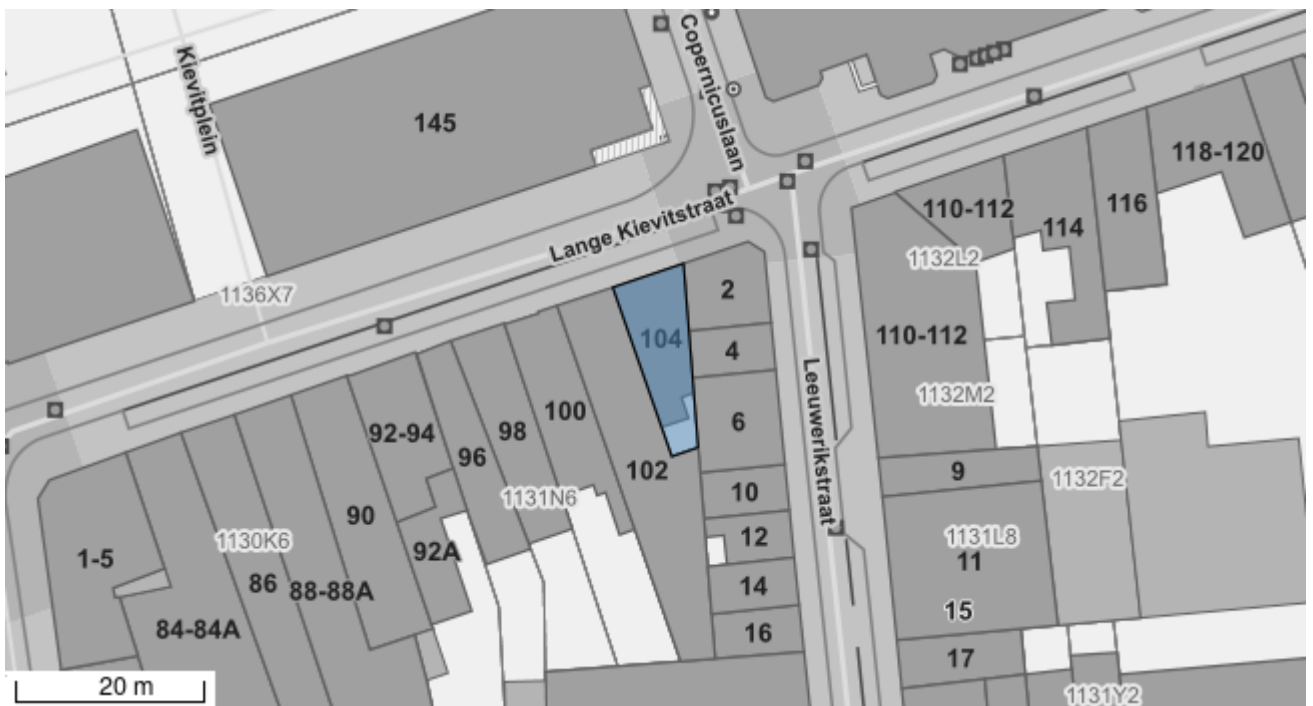 Copernicuslaan
Kievitplein
145
118-120
116
110-112
114
Lange Kievitstraat
1132L2
2
1136X7
104
110-112
4
Leeuwerikstraat
1132M2
100
6
92-94
98
96
102
9
1132F2
10
1131N6
90
12
1131L8
1130K6
92A
1-5
11
86
88-88A
14
15
84-84A
16
17
20 m
1131Y2